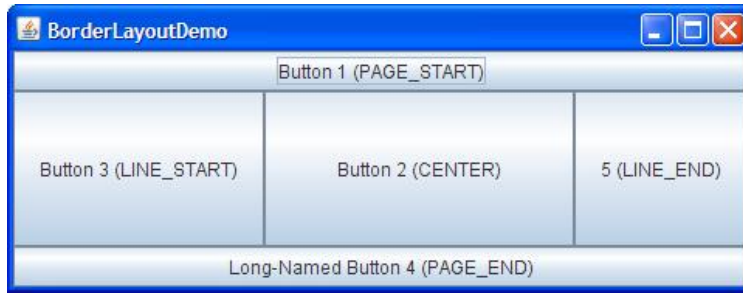 BorderLayoutDemo
Button 1 (PAGE_START)
Button 3 (LINE_START) Button 2 (CENTER) 5 (LINE_END)
Long-Named Button 4 (PAGE_END)